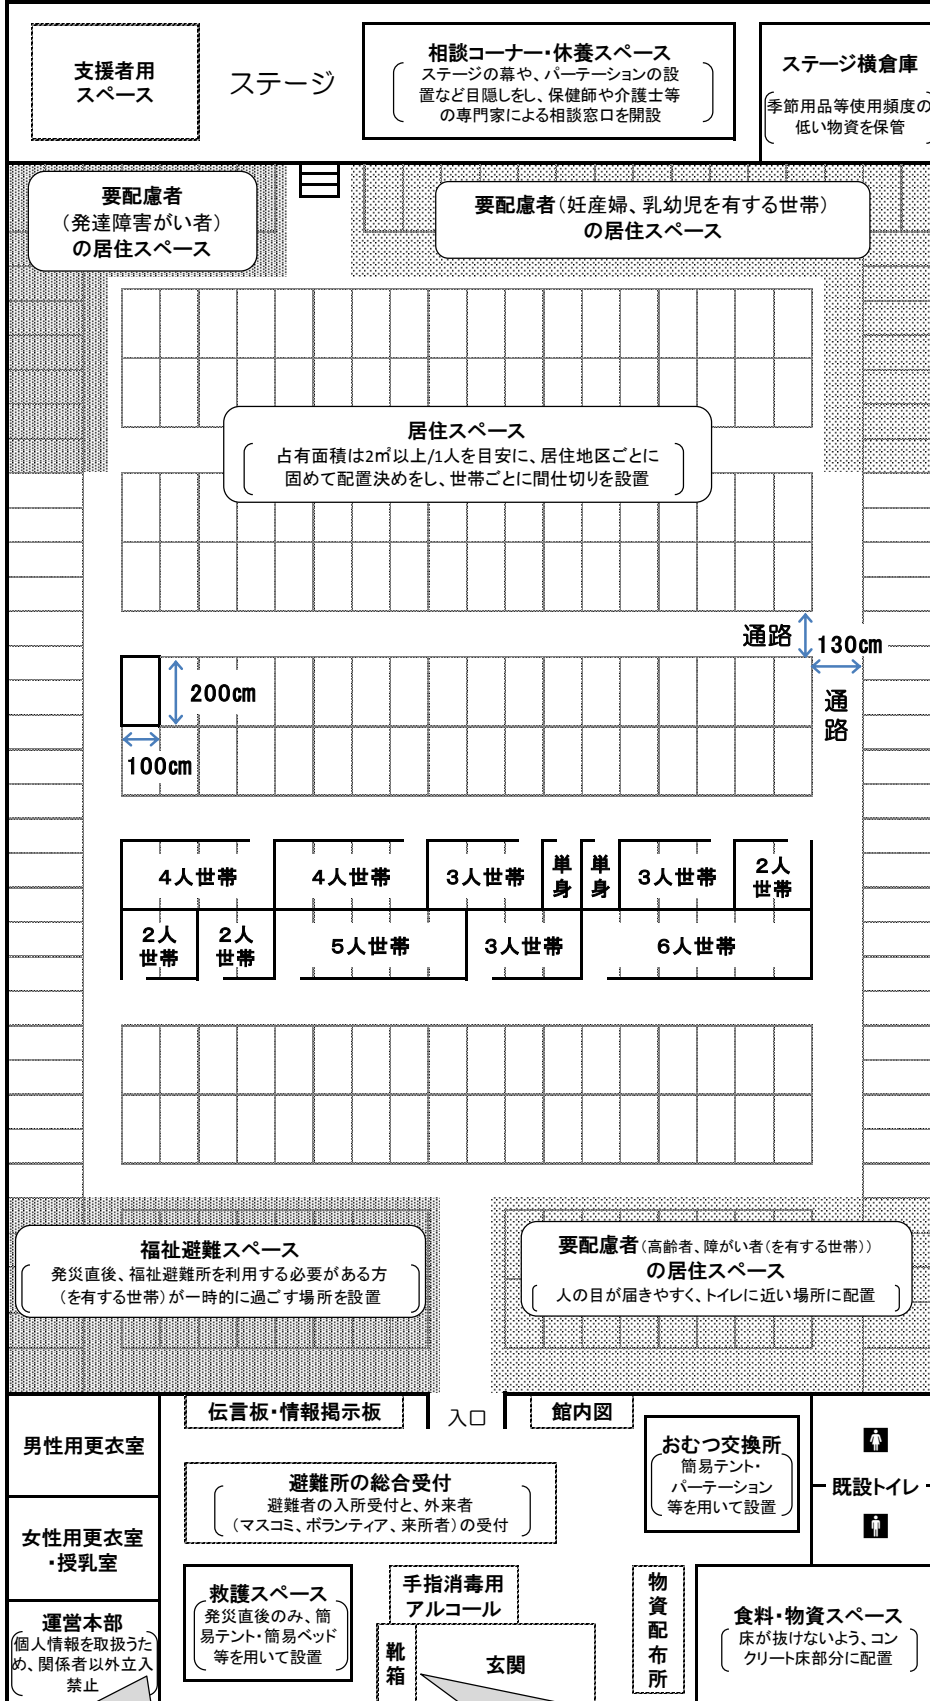 支援者用
スペース
ステージ
相談コーナー・休養スペース
ステージの幕や、パーテーションの設
置など目隠しをし、保健師や介護士等
の専門家による相談窓口を開設
ステージ横倉庫
季節用品等使用頻度の
低い物資を保管
要配慮者
（発達障害がい者）
の居住スペース
要配慮者（妊産婦、乳幼児を有する世帯）
の居住スペース
居住スペース
占有面積は2㎡以上/1人を目安に、居住地区ごとに
固めて配置決めをし、世帯ごとに間仕切りを設置
通路
130cm
通路
200cm
100cm
4人世帯
4人世帯
3人世帯
単身
単身
3人世帯
2人
世帯
2人
世帯
2人
世帯
5人世帯
3人世帯
6人世帯
福祉避難スペース
発災直後、福祉避難所を利用する必要がある方
（を有する世帯）が一時的に過ごす場所を設置
要配慮者（高齢者、障がい者（を有する世帯））
の居住スペース
人の目が届きやすく、トイレに近い場所に配置
伝言板・情報掲示板
入口
館内図
男性用更衣室
避難所の総合受付
避難者の入所受付と、外来者
（マスコミ、ボランティア、来所者）の受付
おむつ交換所
簡易テント・
パーテーション
等を用いて設置
既設トイレ
女性用更衣室
・授乳室
救護スペース
発災直後のみ、簡
易テント・簡易ベッド
等を用いて設置
手指消毒用
アルコール
靴箱
玄関
物資配布所
食料・物資スペース
床が抜けないよう、コン
クリート床部分に配置
運営本部
個人情報を取扱うた
め、関係者以外立入
禁止